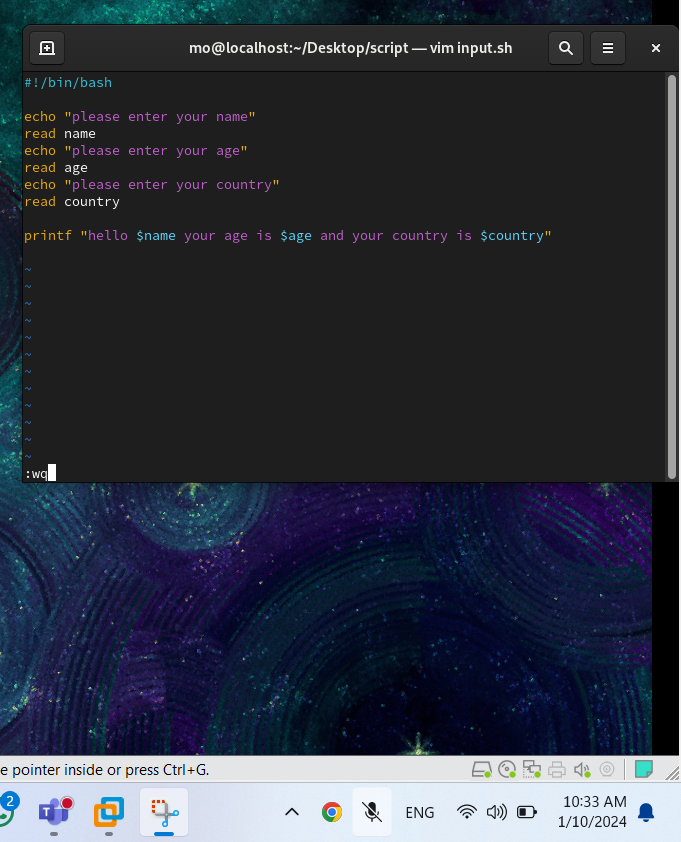 mo@localhost:~/Desktop/script — vim input.sh
#!/bin/bash
echo "please enter your name"
read name
echo "please enter your age"
read age
echo "please enter your country"
read country
printf "hello $name your age is $age and your country is $country"
~
~
~
~
~
~
~
~
~
~
~
~
:wq
e pointer inside or press Ctrl+G.
2
ENG
10:33 AM
1/10/2024